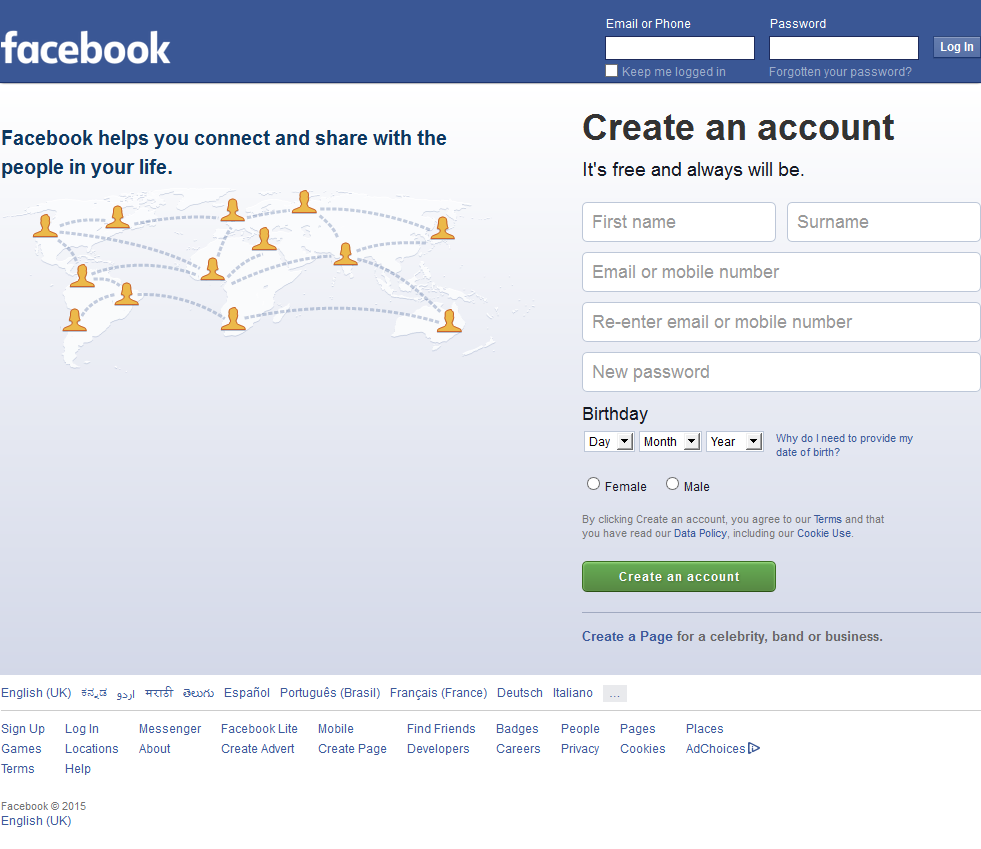 facebook
Email or Phone
Password
Log In
Keep me logged in
Forgotten your password?
Facebook helps you connect and share with the
people in your life.
Create an account
It's free and always will be.
First name
Surname
Email or mobile number
Re-enter email or mobile number
New password
Birthday
Day Month Year
Why do I need to provide my
date of birth?
Female Male
By clicking Create an account, you agree to our Terms and that
you have read our Data Policy, including our Cookie Use.
Create an account
Create a Page for a celebrity, band or business.
English (UK) ಕನ್ನಡ اردو मराठी తెలుగు Español Português (Brasil) Français (France) Deutsch Italiano ...
Sign Up Log In Messenger Facebook Lite Mobile Find Friends Badges People Pages Places
Games Locations About Create Advert Create Page Developers Careers Privacy Cookies AdChoices
Terms Help
Facebook © 2015
English (UK)